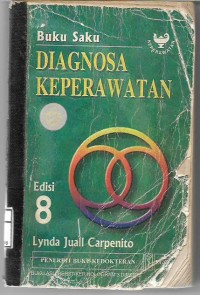 Buku Saku
DIAGNOSA
KEPERAWATAN
Edisi
8
Lynda Juall Carpenito
PENERBIT BUKU KEDOKTERAN